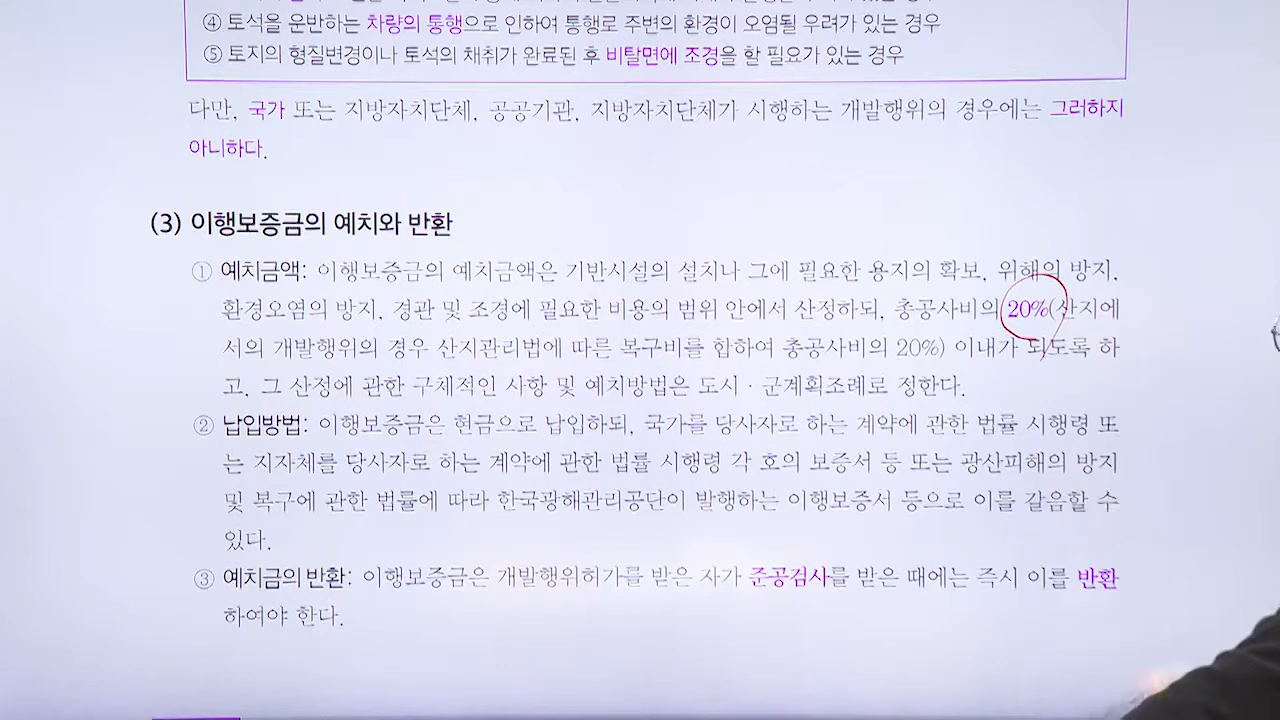 ④ 토석을 운반하는 차량의 통행으로 인하여 통행로 주변의 환경이 오염될 우려가 있는 경우
⑤ 토지의 형질변경이나 토석의 채취가 완료된 후 비탈면에 조경을 할 필요가 있는 경우
다만, 국가 또는 지방자치단체, 공공기관, 지방자치단체가 시행하는 개발행위의 경우에는 그러하지
아니하다.
(3) 이행보증금의 예치와 반환
① 예치금액: 이행보증금의 예치금액은 기반시설의 설치나 그에 필요한 용지의 확보, 위해의 방지,
환경오염의 방지, 경관 및 조경에 필요한 비용의 범위 안에서 산정하되, 총공사비의 20%(산지에
서의 개발행위의 경우 산지관리법에 따른 복구비를 합하여 총공사비의 20%) 이내가 되도록 하
고, 그 산정에 관한 구체적인 사항 및 예치방법은 도시·군계획조례로 정한다.
② 납입방법: 이행보증금은 현금으로 납입하되, 국가를 당사자로 하는 계약에 관한 법률 시행령 또
는 지자체를 당사자로 하는 계약에 관한 법률 시행령 각 호의 보증서 등 또는 광산피해의 방지
및 복구에 관한 법률에 따라 한국광해관리공단이 발행하는 이행보증서 등으로 이를 갈음할 수
있다.
③ 예치금의 반환: 이행보증금은 개발행위허가를 받은 자가 준공검사를 받은 때에는 즉시 이를 반환
하여야 한다.